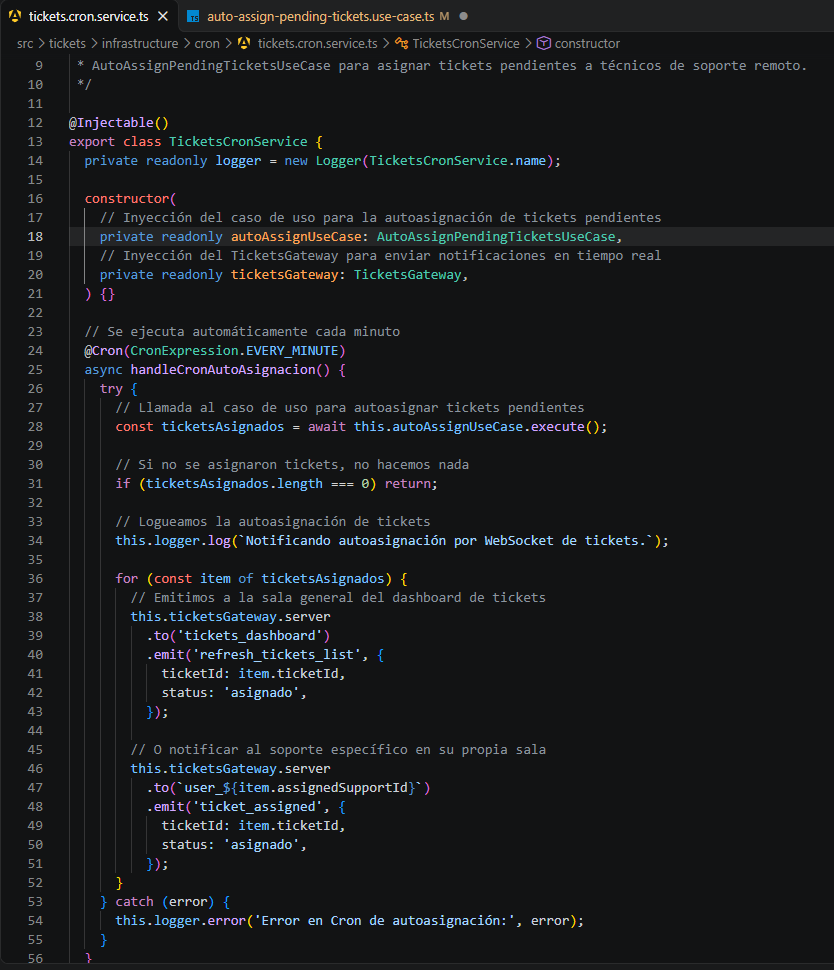 tickets.cron.service.ts
auto-assign-pending-tickets.use-case.ts M
src > tickets > infrastructure > cron > tickets.cron.service.ts > TicketsCronService > constructor
9  * AutoAssignPendingTicketsUseCase para asignar tickets pendientes a técnicos de soporte remoto.
10  */
11
12 @Injectable()
13 export class TicketsCronService {
14   private readonly logger = new Logger(TicketsCronService.name);
15
16   constructor(
17     // Inyección del caso de uso para la autoasignación de tickets pendientes
18     private readonly autoAssignUseCase: AutoAssignPendingTicketsUseCase,
19     // Inyección del TicketsGateway para enviar notificaciones en tiempo real
20     private readonly ticketsGateway: TicketsGateway,
21   ) {}
22
23   // Se ejecuta automáticamente cada minuto
24   @Cron(CronExpression.EVERY_MINUTE)
25   async handleCronAutoAsignacion() {
26     try {
27       // Llamada al caso de uso para autoasignar tickets pendientes
28       const ticketsAsignados = await this.autoAssignUseCase.execute();
29
30       // Si no se asignaron tickets, no hacemos nada
31       if (ticketsAsignados.length === 0) return;
32
33       // Logueamos la autoasignación de tickets
34       this.logger.log(`Notificando autoasignación por WebSocket de tickets.`);
35
36       for (const item of ticketsAsignados) {
37         // Emitimos a la sala general del dashboard de tickets
38         this.ticketsGateway.server
39           .to('tickets_dashboard')
40           .emit('refresh_tickets_list', {
41             ticketId: item.ticketId,
42             status: 'asignado',
43           });
44
45         // O notificar al soporte específico en su propia sala
46         this.ticketsGateway.server
47           .to(`user_${item.assignedSupportId}`)
48           .emit('ticket_assigned', {
49             ticketId: item.ticketId,
50             status: 'asignado',
51           });
52       }
53     } catch (error) {
54       this.logger.error('Error en Cron de autoasignación:', error);
55     }
56   }